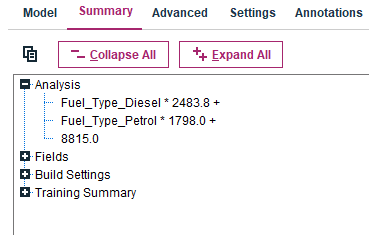 Model Summary Advanced Settings Annotations
Collapse All Expand All
Analysis
Fuel_Type_Diesel * 2483.8 +
Fuel_Type_Petrol * 1798.0 +
8815.0
Fields
Build Settings
Training Summary